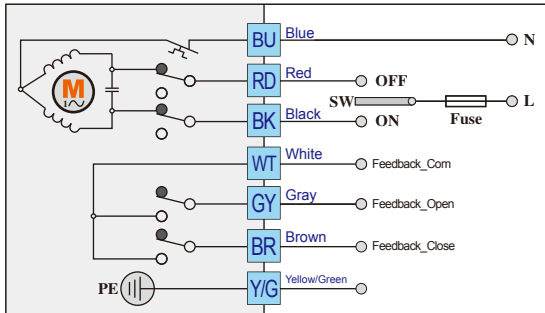 BU Blue N
RD Red OFF
SW Fuse L
BK Black ON
WT White Feedback_Com
GY Gray Feedback_Open
BR Brown Feedback_Close
PE Y/G Yellow/Green
M
1